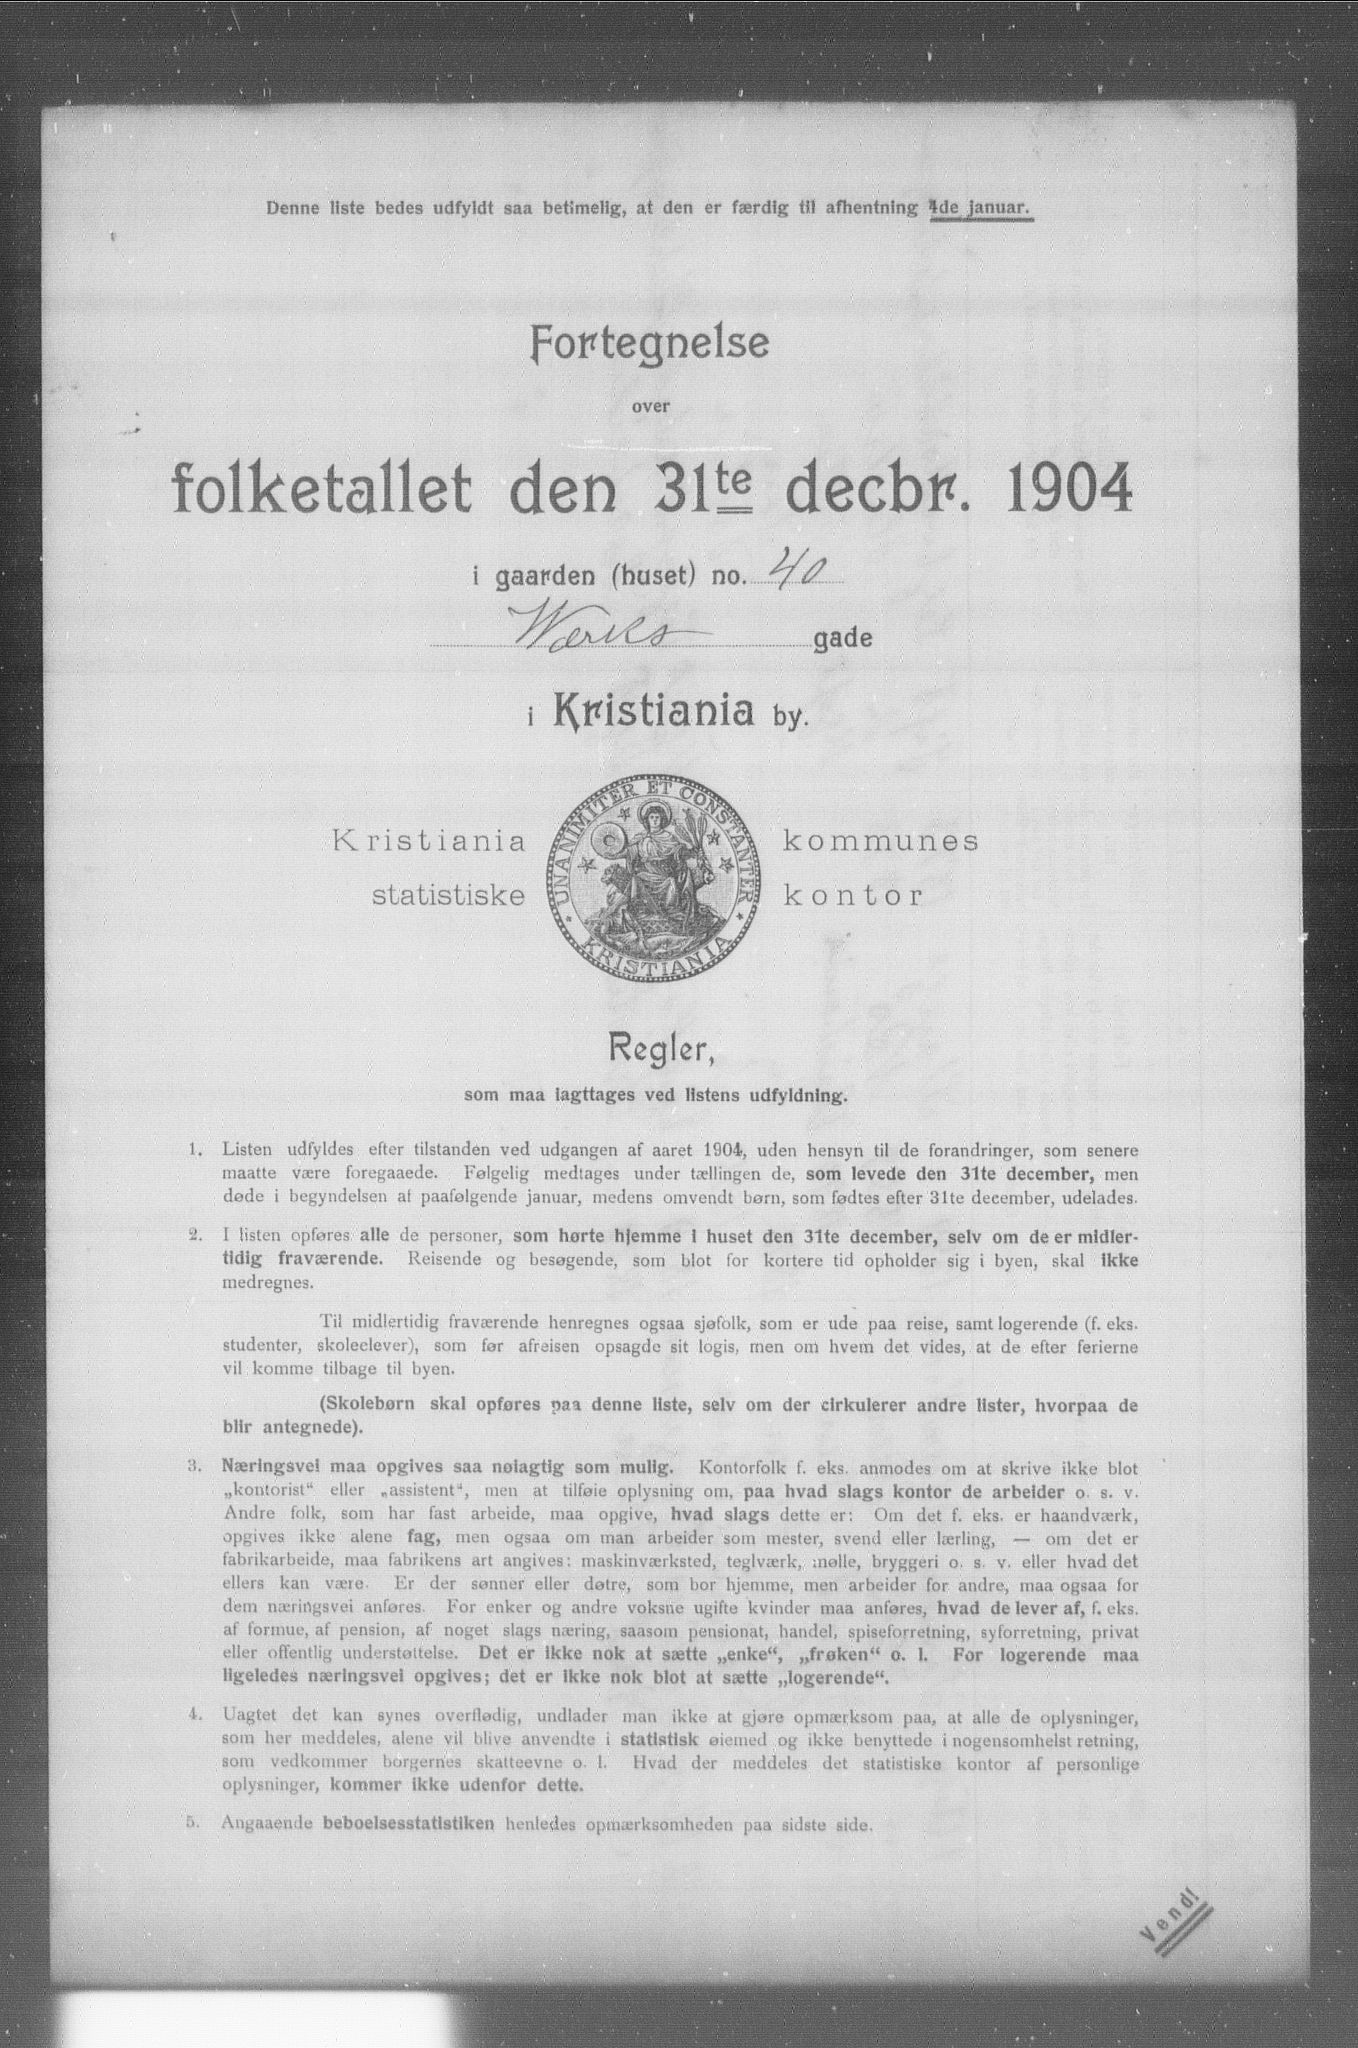 Denne liste bedes udfyldt saa betimelig, at den er færdig til afhentning 4de januar.
Fortegnelse
over
folketallet den 31te decbr. 1904
i gaarden (huset) no. 40
Værks gade
i Kristiania by.
UNANIMITER ET CONSTANTER
KRISTIANIA
Kristiania kommunes
statistiske kontor
Regler,
som maa iagttages ved listens udfyldning.
1. Listen udfyldes efter tilstanden ved udgangen af aaret 1904, uden hensyn til de forandringer, som senere
maatte være foregaaede. Følgelig medtages under tællingen de, som levede den 31te december, men
døde i begyndelsen af paafølgende januar, medens omvendt børn, som fødtes efter 31te december, udelades.
2. I listen opføres alle de personer, som hørte hjemme i huset den 31te december, selv om de er midler-
tidig fraværende. Reisende og besøgende, som blot for kortere tid opholder sig i byen, skal ikke
medregnes.
Til midlertidig fraværende henregnes ogsaa sjøfolk, som er ude paa reise, samt logerende (f. eks.
studenter, skoleelever), som før afreisen opsagde sit logis, men om hvem det vides, at de efter ferierne
vil komme tilbage til byen.
(Skolebørn skal opføres paa denne liste, selv om der cirkulerer andre lister, hvorpaa de
blir antegnede).
3. Næringsvei maa opgives saa nøiagtig som mulig. Kontorfolk f. eks. anmodes om at skrive ikke blot
„kontorist“ eller „assistent“, men at tilføie oplysning om, paa hvad slags kontor de arbeider o. s. v.
Andre folk, som har fast arbeide, maa opgive, hvad slags dette er: Om det f. eks. er haandværk,
opgives ikke alene fag, men ogsaa om man arbeider som mester, svend eller lærling, — om det er
fabrikarbeide, maa fabrikens art angives: maskinværksted, teglværk, mølle, bryggeri o. s. v. eller hvad det
ellers kan være. Er der sønner eller døtre, som bor hjemme, men arbeider for andre, maa ogsaa for
dem næringsvei anføres. For enker og andre voksne ugifte kvinder maa anføres, hvad de lever af, f. eks.
af formue, af pension, af noget slags næring, saasom pensionat, handel, spiseforretning, syforretning, privat
eller offentlig understøttelse. Det er ikke nok at sætte „enke“, „frøken“ o. l. For logerende maa
ligeledes næringsvei opgives; det er ikke nok blot at sætte „logerende“.
4. Uagtet det kan synes overflødig, undlader man ikke at gjøre opmærksom paa, at alle de oplysninger,
som her meddeles, alene vil blive anvendte i statistisk øiemed og ikke benyttede i nogensomhelst retning,
som vedkommer borgernes skatteevne o. l. Hvad der meddeles det statistiske kontor af personlige
oplysninger, kommer ikke udenfor dette.
5. Angaaende beboelsesstatistiken henledes opmærksomheden paa sidste side.
Vend!